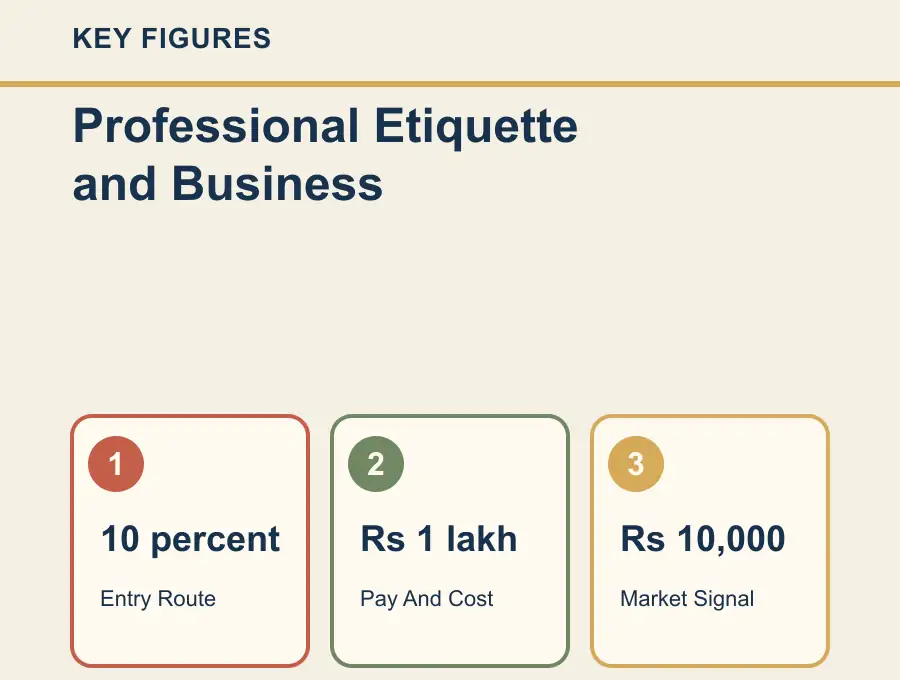 KEY FIGURES
Professional Etiquette
and Business
1
10 percent
Entry Route
2
Rs 1 lakh
Pay And Cost
3
Rs 10,000
Market Signal